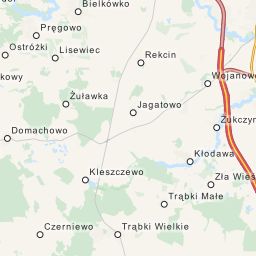 Bielkówko
Pręgowo
Ostróżki
Lisewiec
Rekcin
kowy
Wojanowo
Żuławka
Jagatowo
Żukczyn
Domachowo
Kłodawa
Kleszczewo
Zła Wieś
Trąbki Małe
Czerniewo
Trąbki Wielkie